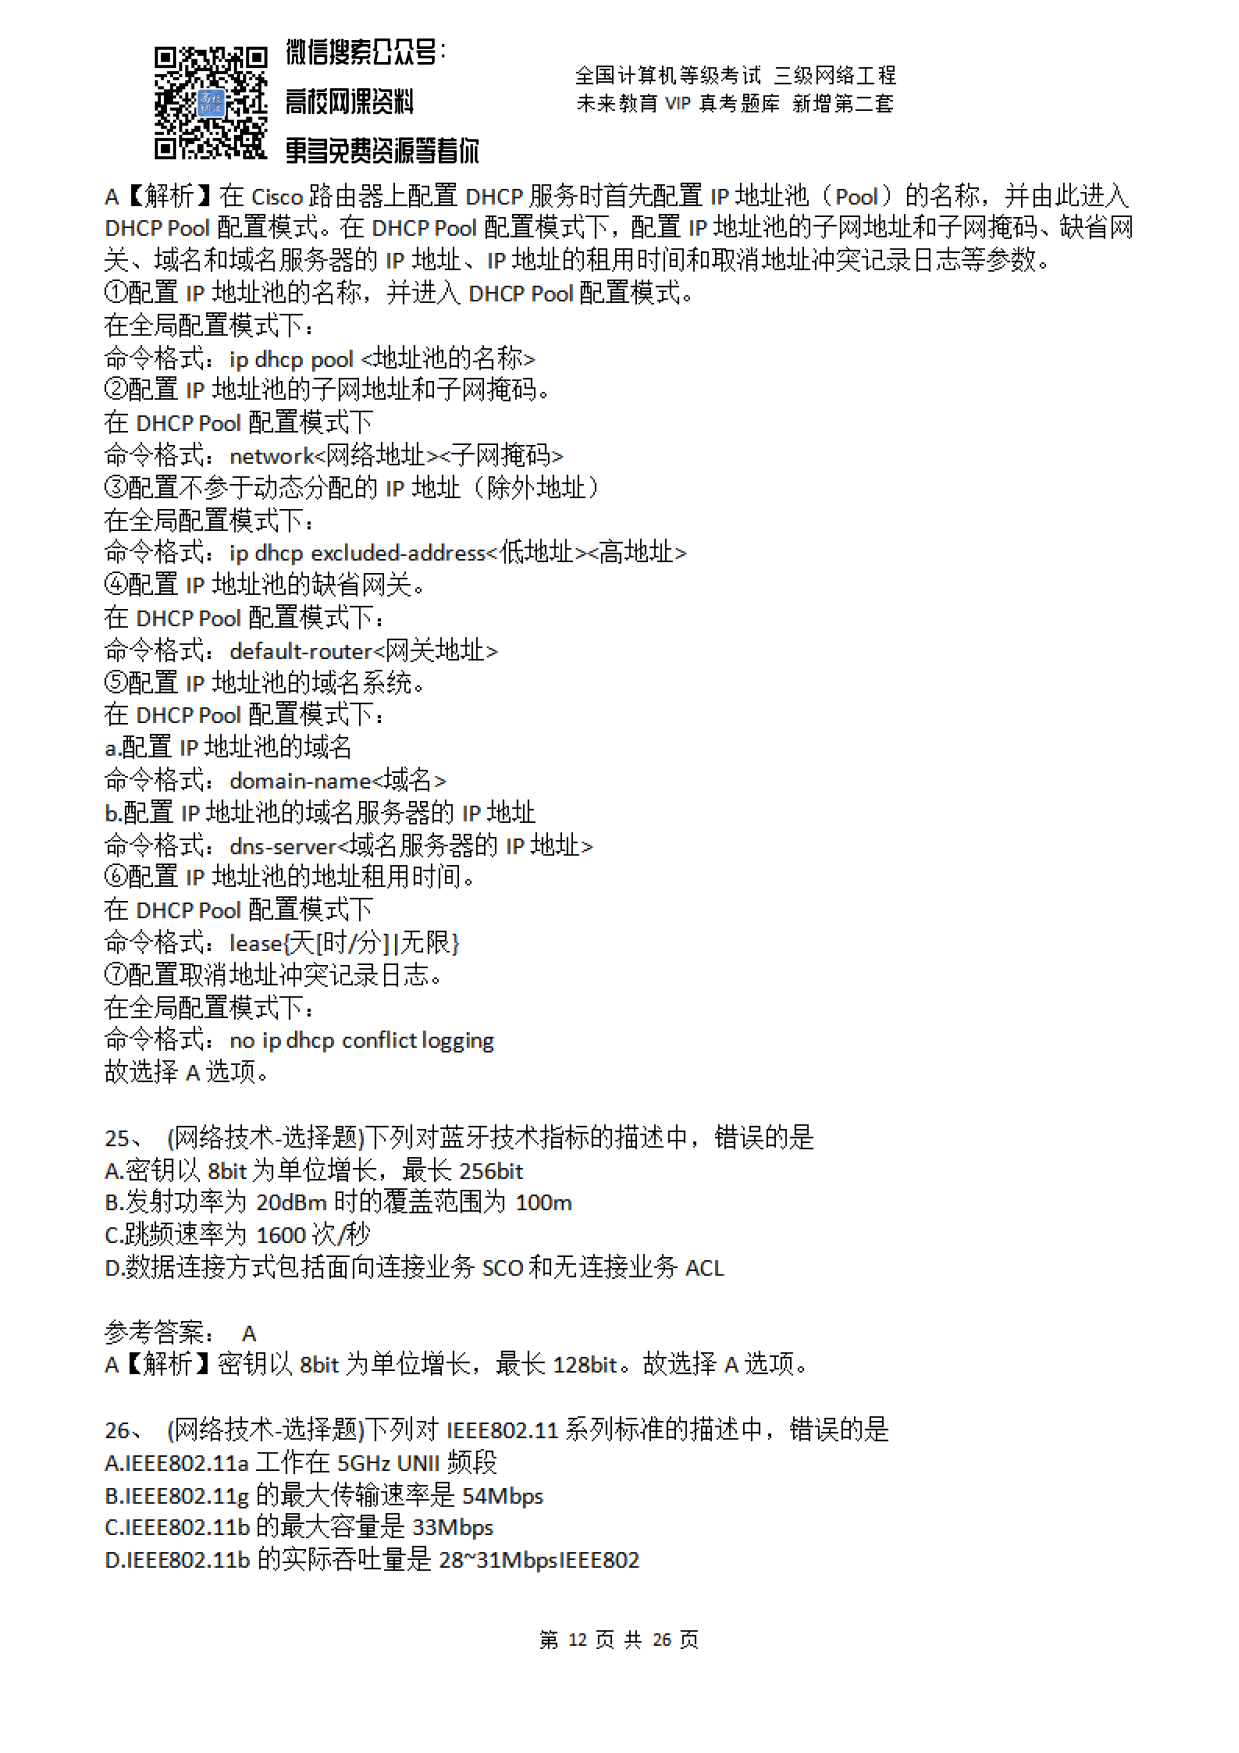 微信搜索公众号：
高校网课资料
更多免费资源等着你
全国计算机等级考试 三级网络工程
未来教育 VIP 真考题库 新增第二套
A【解析】在 Cisco 路由器上配置 DHCP 服务时首先配置 IP 地址池（Pool）的名称，并由此进入
DHCP Pool 配置模式。在 DHCP Pool 配置模式下，配置 IP 地址池的子网地址和子网掩码、缺省网
关、域名和域名服务器的 IP 地址、IP 地址的租用时间和取消地址冲突记录日志等参数。
①配置 IP 地址池的名称，并进入 DHCP Pool 配置模式。
在全局配置模式下：
命令格式：ip dhcp pool <地址池的名称>
②配置 IP 地址池的子网地址和子网掩码。
在 DHCP Pool 配置模式下
命令格式：network<网络地址><子网掩码>
③配置不参于动态分配的 IP 地址（除外地址）
在全局配置模式下：
命令格式：ip dhcp excluded-address<低地址><高地址>
④配置 IP 地址池的缺省网关。
在 DHCP Pool 配置模式下：
命令格式：default-router<网关地址>
⑤配置 IP 地址池的域名系统。
在 DHCP Pool 配置模式下：
a.配置 IP 地址池的域名
命令格式：domain-name<域名>
b.配置 IP 地址池的域名服务器的 IP 地址
命令格式：dns-server<域名服务器的 IP 地址>
⑥配置 IP 地址池的地址租用时间。
在 DHCP Pool 配置模式下
命令格式：lease{天[时/分]|无限}
⑦配置取消地址冲突记录日志。
在全局配置模式下：
命令格式：no ip dhcp conflict logging
故选择 A 选项。
25、 (网络技术-选择题)下列对蓝牙技术指标的描述中，错误的是
A.密钥以 8bit 为单位增长，最长 256bit
B.发射功率为 20dBm 时的覆盖范围为 100m
C.跳频速率为 1600 次/秒
D.数据连接方式包括面向连接业务 SCO 和无连接业务 ACL
参考答案： A
A【解析】密钥以 8bit 为单位增长，最长 128bit。故选择 A 选项。
26、 (网络技术-选择题)下列对 IEEE802.11 系列标准的描述中，错误的是
A.IEEE802.11a 工作在 5GHz UNII 频段
B.IEEE802.11g 的最大传输速率是 54Mbps
C.IEEE802.11b 的最大容量是 33Mbps
D.IEEE802.11b 的实际吞吐量是 28~31MbpsIEEE802
第 12 页 共 26 页